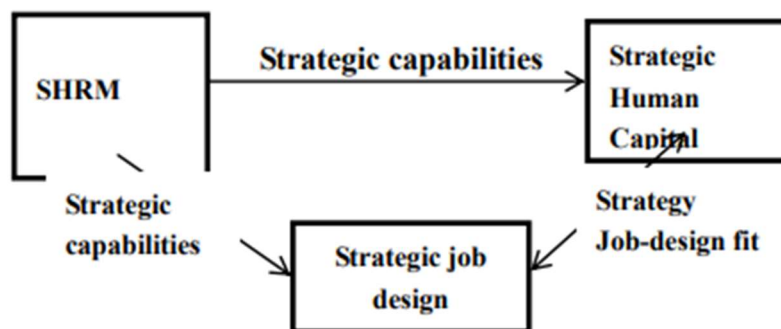 SHRM
Strategic capabilities
Strategic
Human
Capital
Strategic
capabilities
Strategy
Job-design fit
Strategic job
design